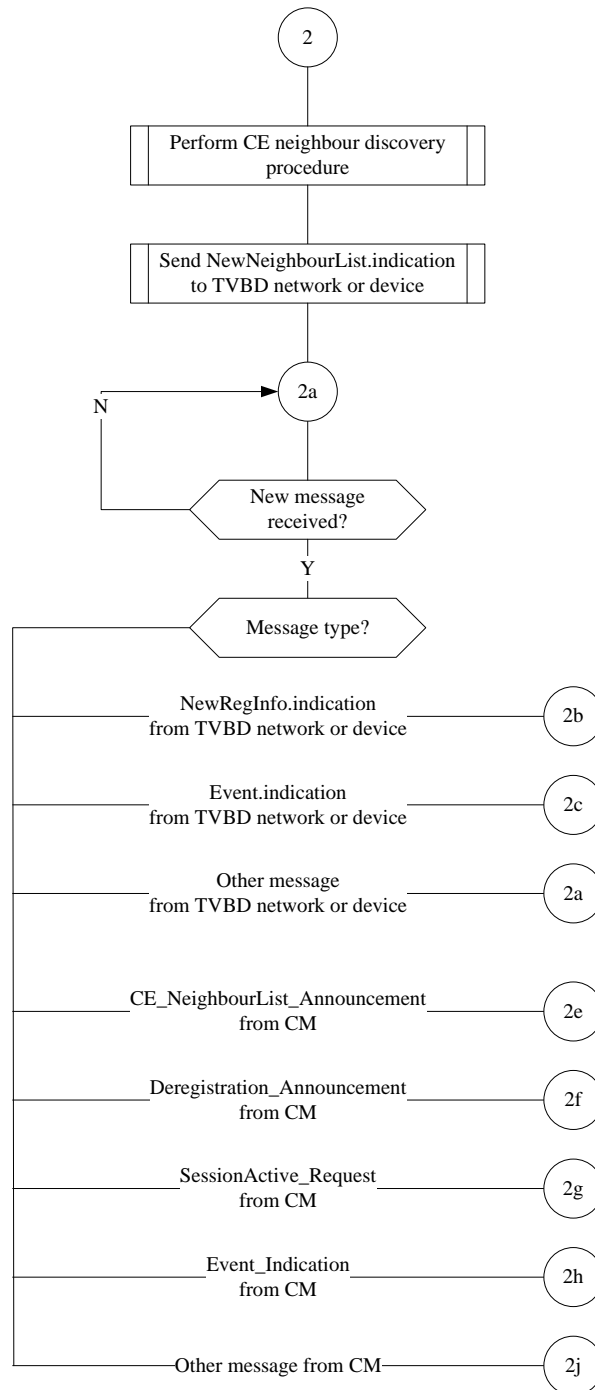 2
Perform CE neighbour discovery
procedure
Send NewNeighbourList.indication
to TVBD network or device
2a
N
New message
received?
Y
Message type?
NewRegInfo.indication
from TVBD network or device
2b
Event.indication
from TVBD network or device
2c
Other message
from TVBD network or device
2a
CE_NeighbourList_Announcement
from CM
2e
Deregistration_Announcement
from CM
2f
SessionActive_Request
from CM
2g
Event_Indication
from CM
2h
Other message from CM
2j